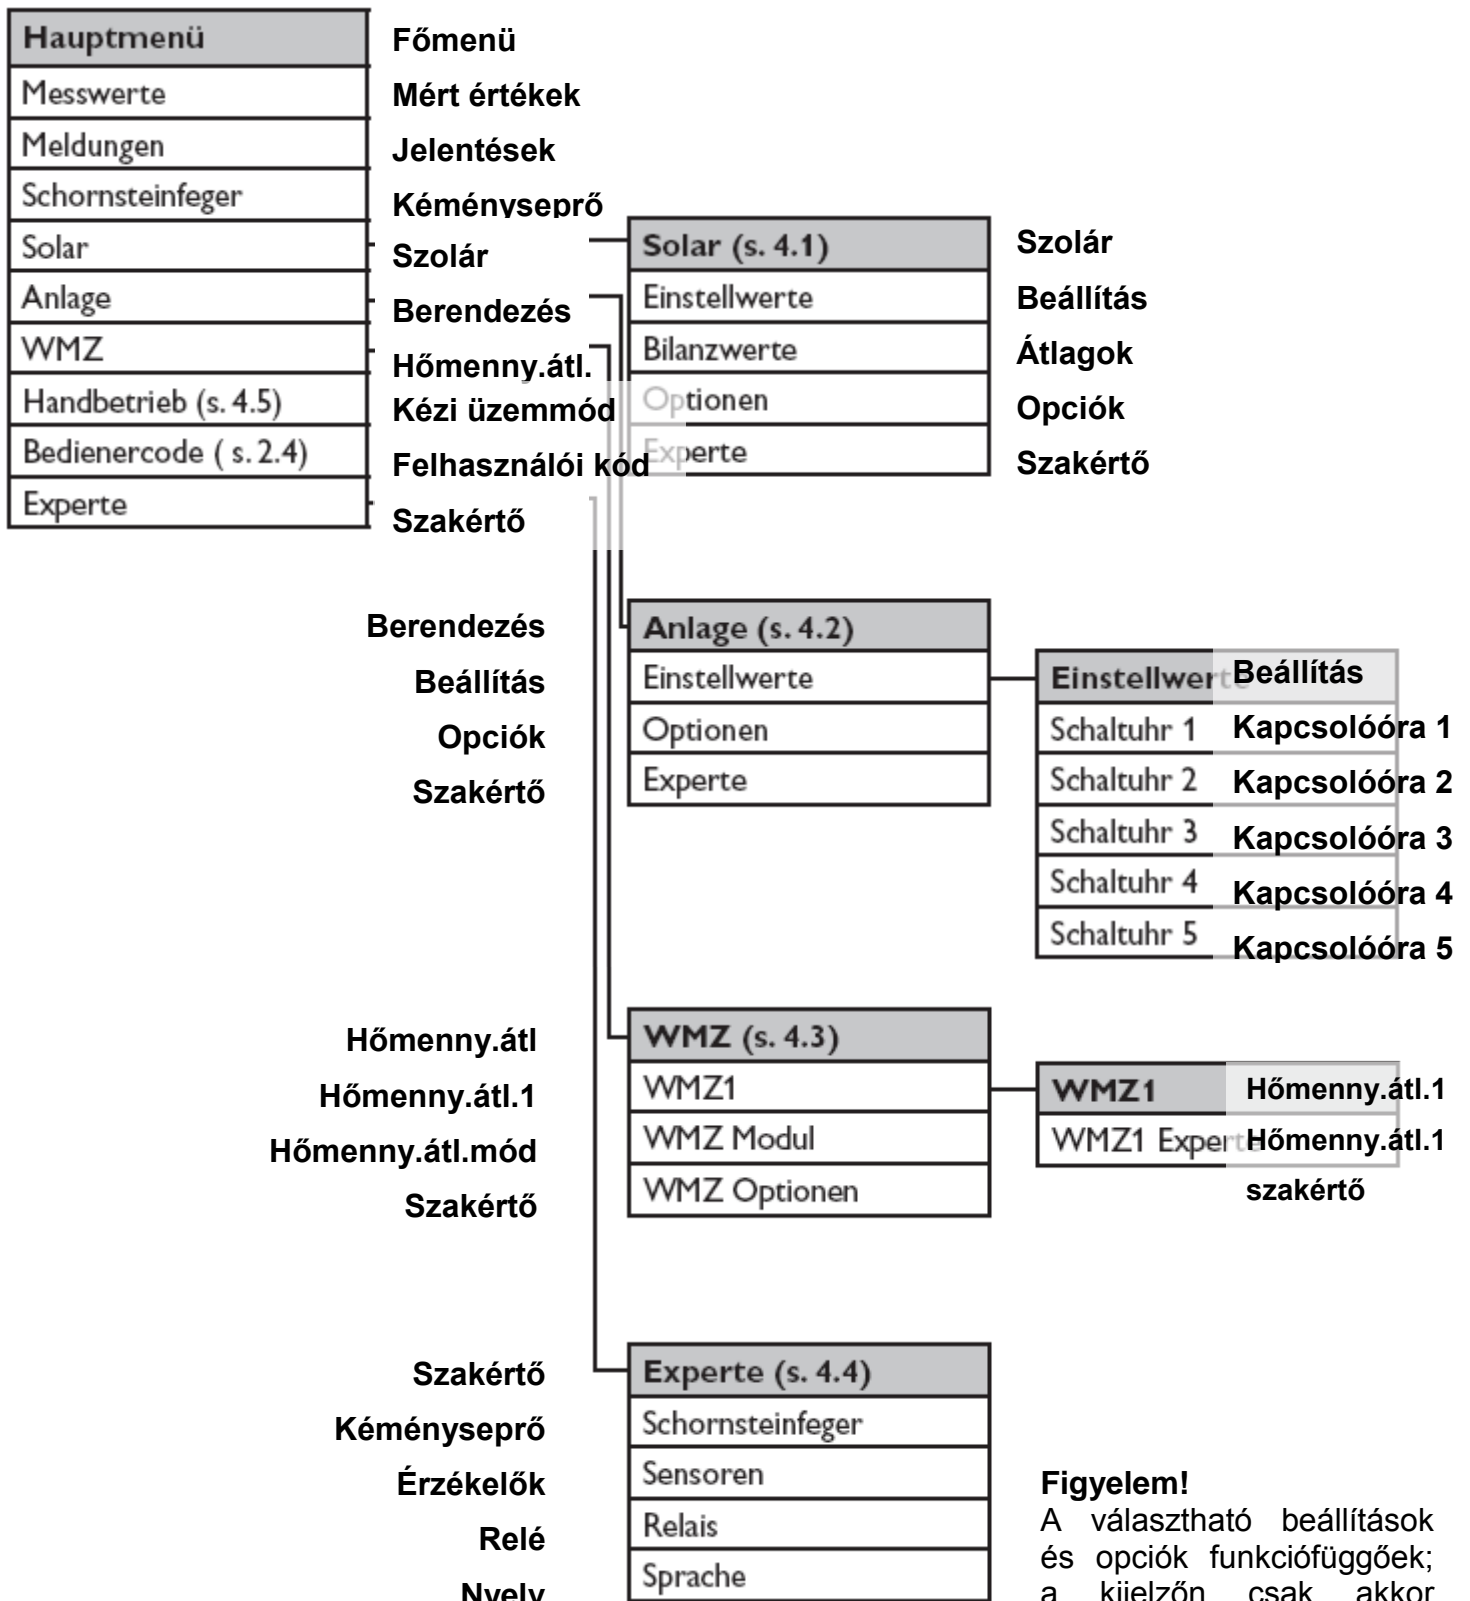 Hauptmenü Főmenü
Messwerte Mért értékek
Meldungen Jelentések
Schornsteinfeger Kéményseprő
Solar Szolár
Anlage Berendezés
WMZ Hőmenny.átl.
Handbetrieb (s. 4.5) Kézi üzemmód
Bedienercode ( s. 2.4) Felhasználói kód
Experte Szakértő
Solar (s. 4.1) Szolár
Einstellwerte Beállítás
Bilanzwerte Átlagok
Optionen Opciók
Experte Szakértő
Berendezés Anlage (s. 4.2)
Beállítás Einstellwerte
Opciók Optionen
Szakértő Experte
Einstellwerte Beállítás
Schaltuhr 1 Kapcsolóóra 1
Schaltuhr 2 Kapcsolóóra 2
Schaltuhr 3 Kapcsolóóra 3
Schaltuhr 4 Kapcsolóóra 4
Schaltuhr 5 Kapcsolóóra 5
Hőmenny.átl WMZ (s. 4.3)
Hőmenny.átl.1 WMZ1
Hőmenny.átl.mód WMZ Modul
Szakértő WMZ Optionen
WMZ1 Hőmenny.átl.1
WMZ1 Experte Hőmenny.átl.1
szakértő
Szakértő Experte (s. 4.4)
Kéményseprő Schornsteinfeger
Érzékelők Sensoren
Relé Relais
Nyelv Sprache
Figyelem!
A választható beállítások
és opciók funkciófüggőek;
a kijelzőn csak akkor